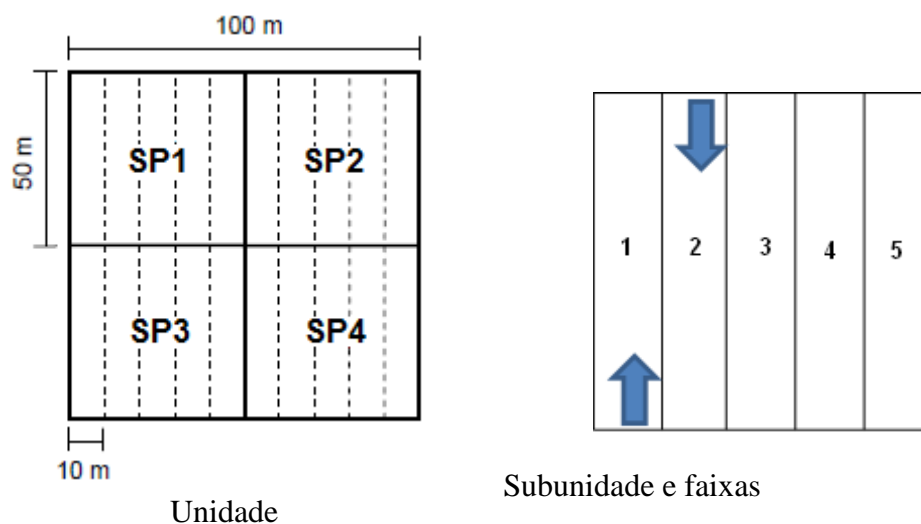 100 m
50 m
SP1
SP2
SP3
SP4
10 m
Unidade
1
2
3
4
5
Subunidade e faixas